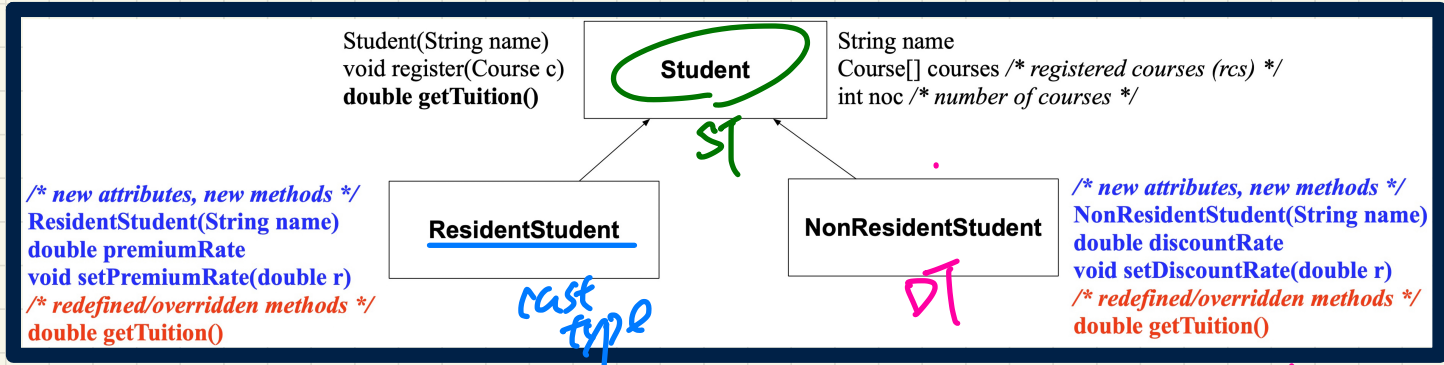 Student(String name)
void register(Course c)
double getTuition()
Student
String name
Course[] courses /* registered courses (rcs) */
int noc /* number of courses */
ST
/* new attributes, new methods */
ResidentStudent(String name)
double premiumRate
void setPremiumRate(double r)
/* redefined/overridden methods */
double getTuition()
ResidentStudent
cast
type
NonResidentStudent
DT
/* new attributes, new methods */
NonResidentStudent(String name)
double discountRate
void setDiscountRate(double r)
/* redefined/overridden methods */
double getTuition()